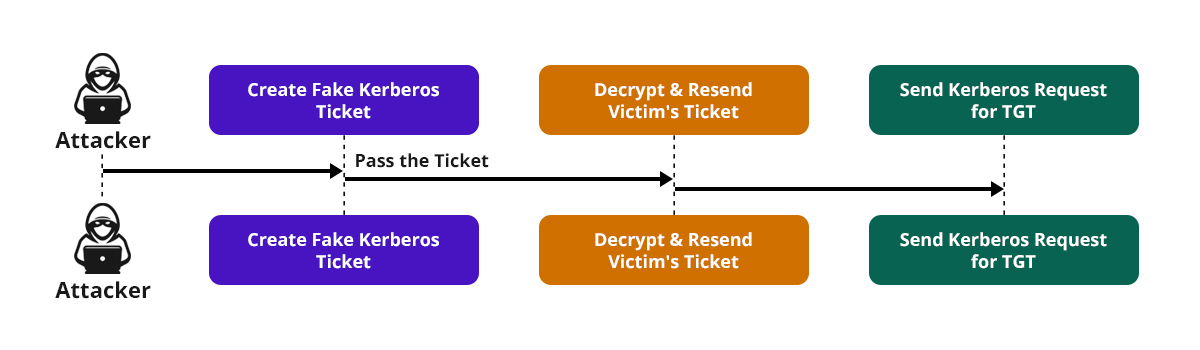 Create Fake Kerberos
Ticket
Decrypt & Resend
Victim's Ticket
Send Kerberos Request
for TGT
Attacker
Pass the Ticket
Create Fake Kerberos
Ticket
Decrypt & Resend
Victim's Ticket
Send Kerberos Request
for TGT
Attacker